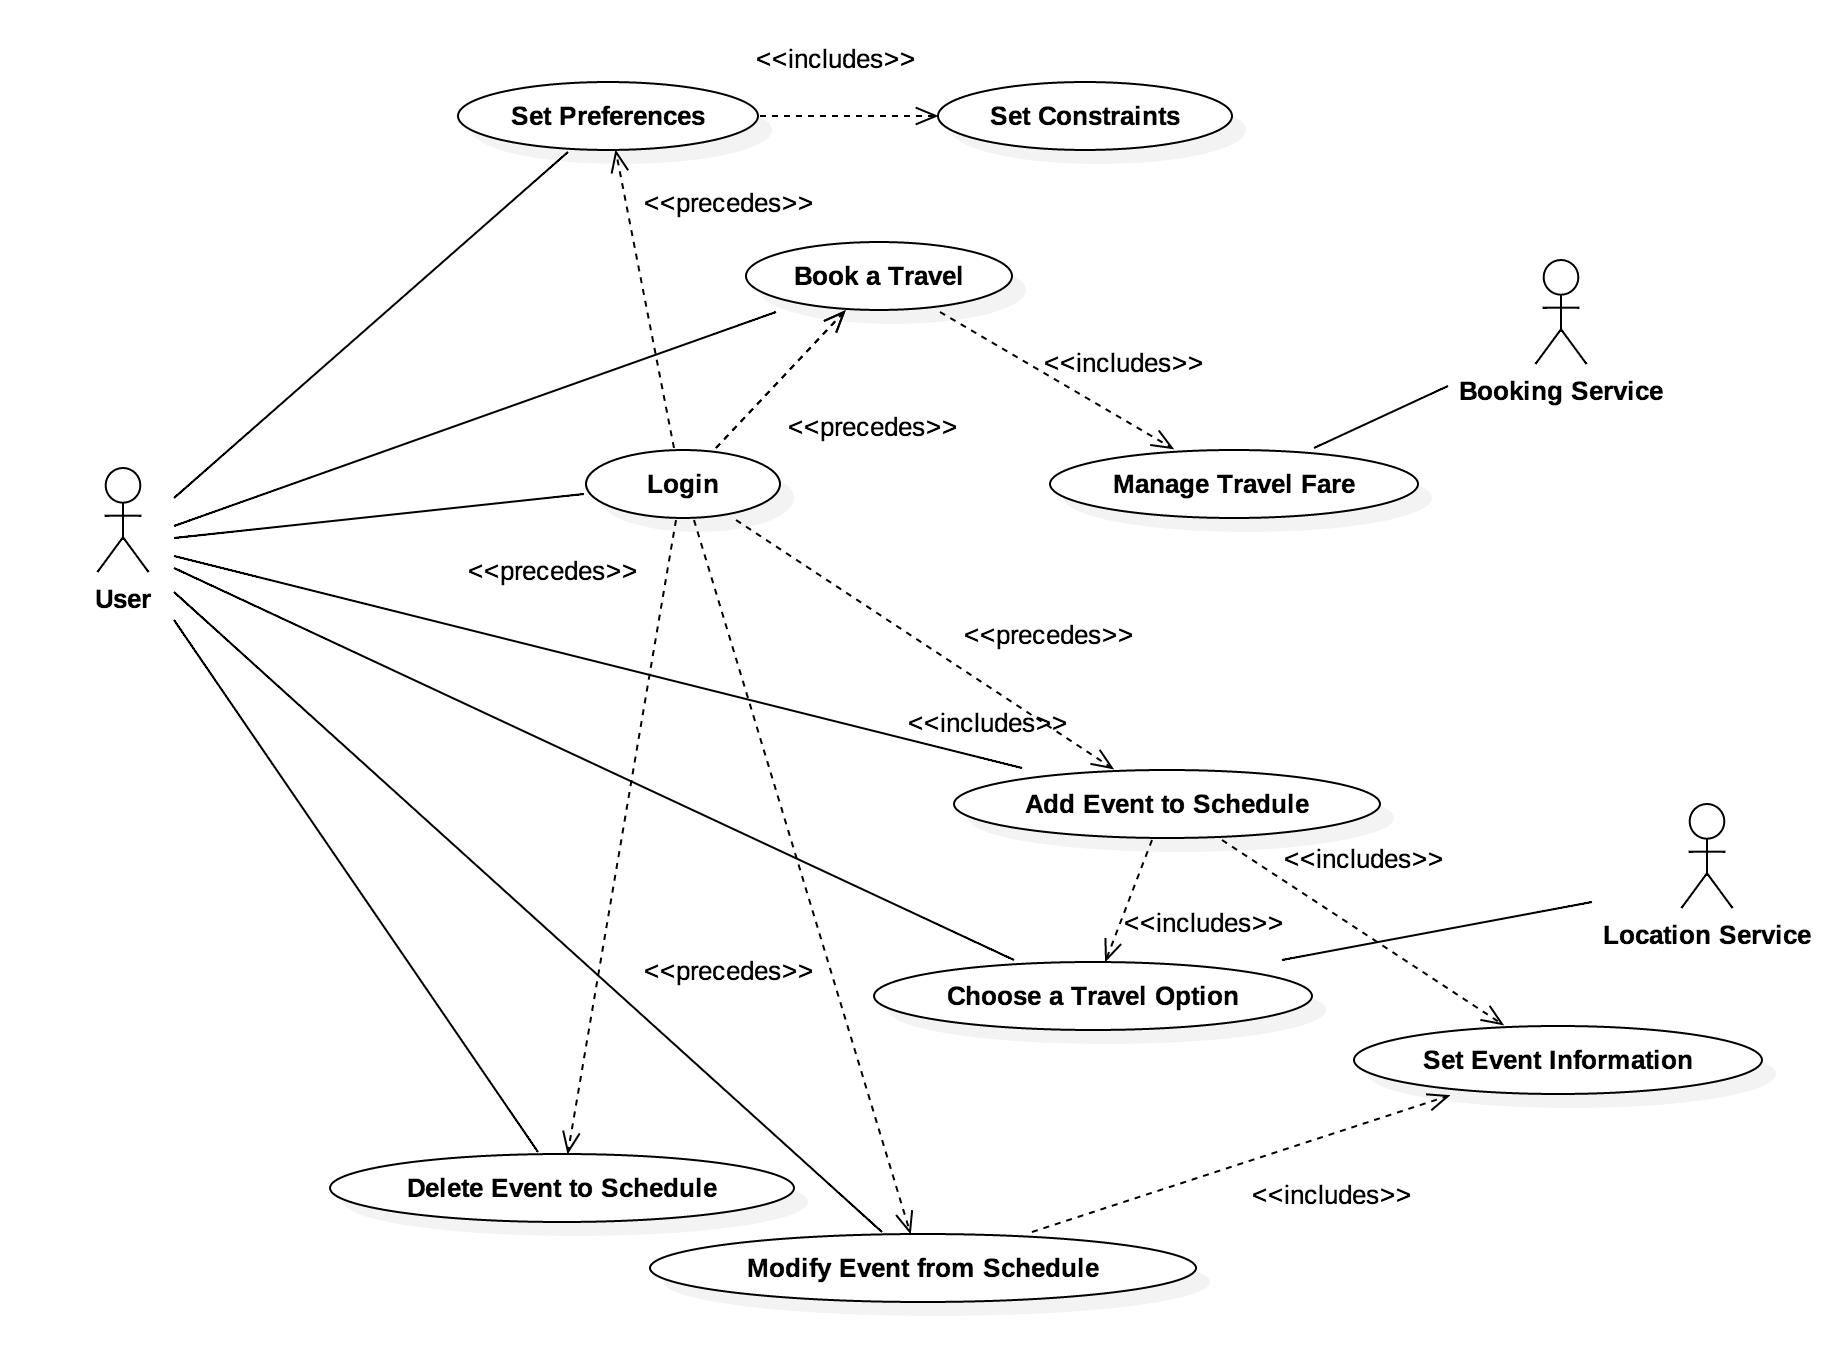 <<includes>>
Set Preferences
Set Constraints
<<precedes>>
Book a Travel
<<includes>>
Booking Service
<<precedes>>
Login
Manage Travel Fare
<<precedes>>
User
<<precedes>>
<<includes>>
Add Event to Schedule
<<includes>>
<<includes>>
Location Service
<<precedes>>
Choose a Travel Option
Set Event Information
Delete Event to Schedule
<<includes>>
Modify Event from Schedule